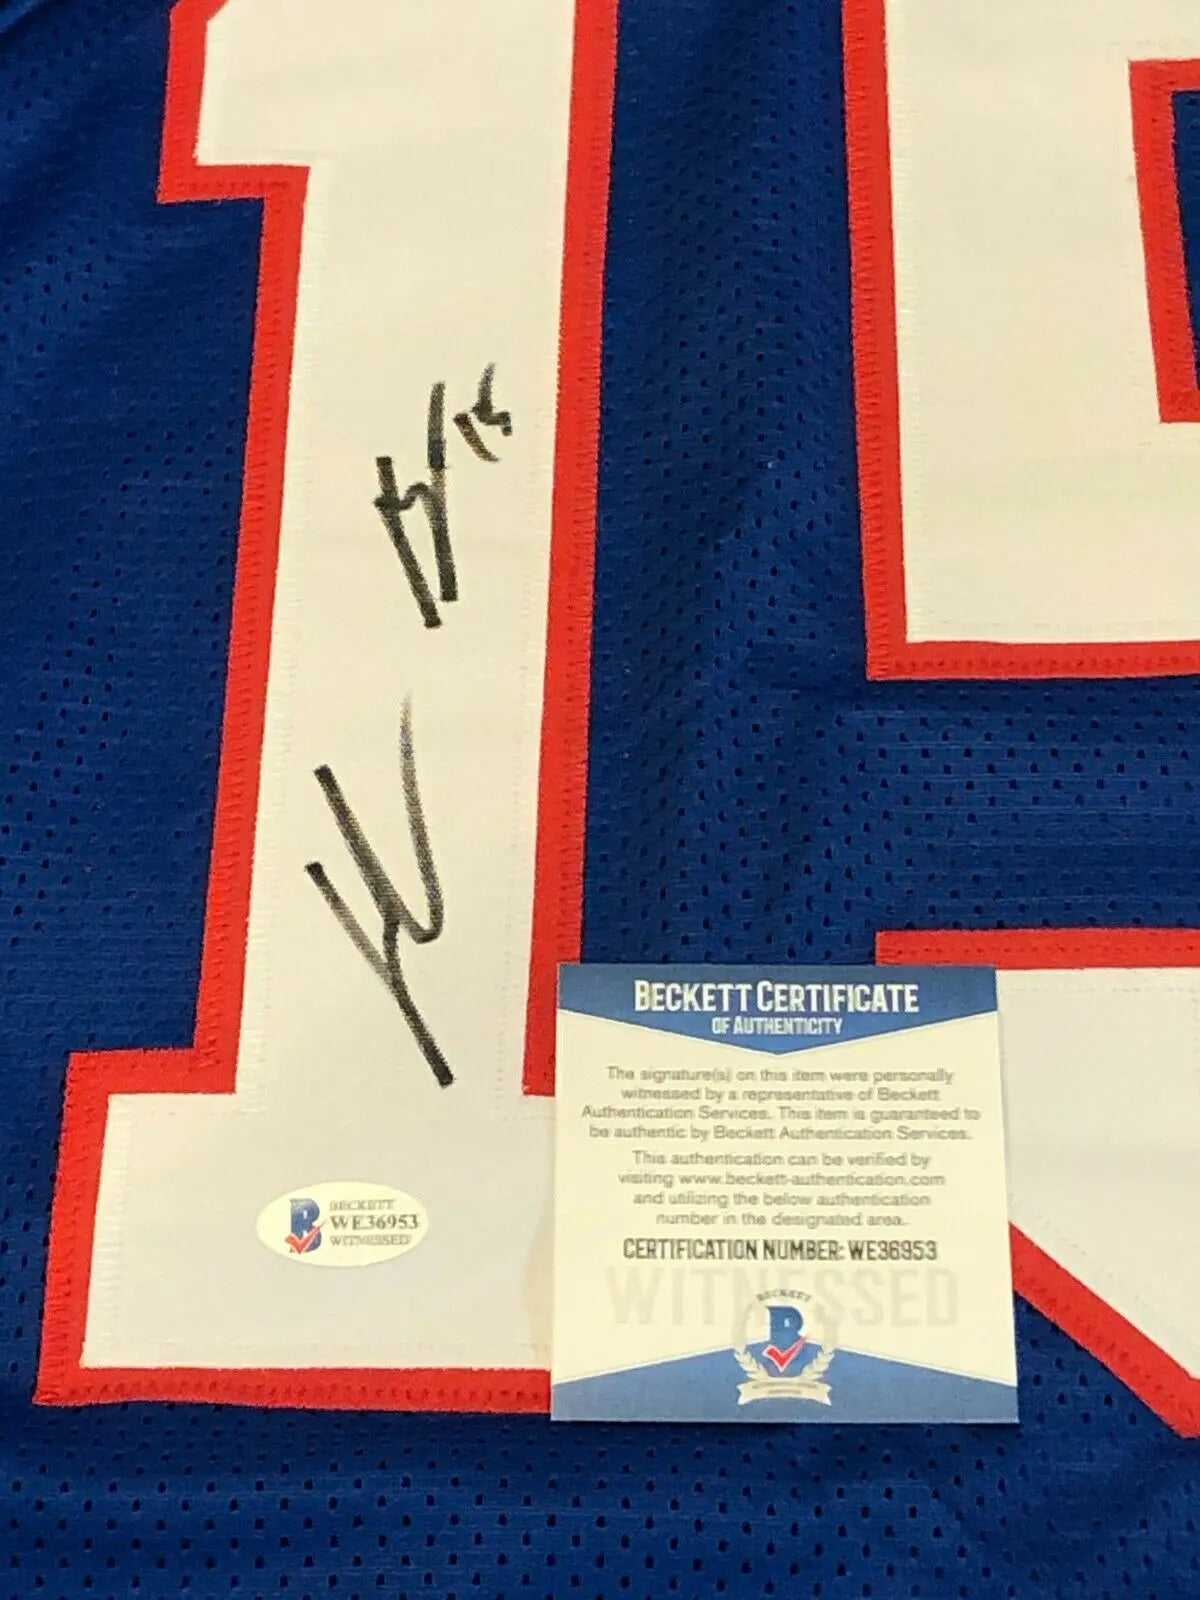 15
15
BECKETT
WE36953
WITNESSED
BECKETT CERTIFICATE
OF AUTHENTICITY
The signature(s) on this item were personally
witnessed by a representative of Beckett
Authentication Services. This item is guaranteed to
be authentic by Beckett Authentication Services.
This authentication can be verified by
visiting www.beckett-authentication.com
and utilizing the below authentication
number in the designated area.
CERTIFICATION NUMBER: WE36953
WITNESSED
BECKETT
B